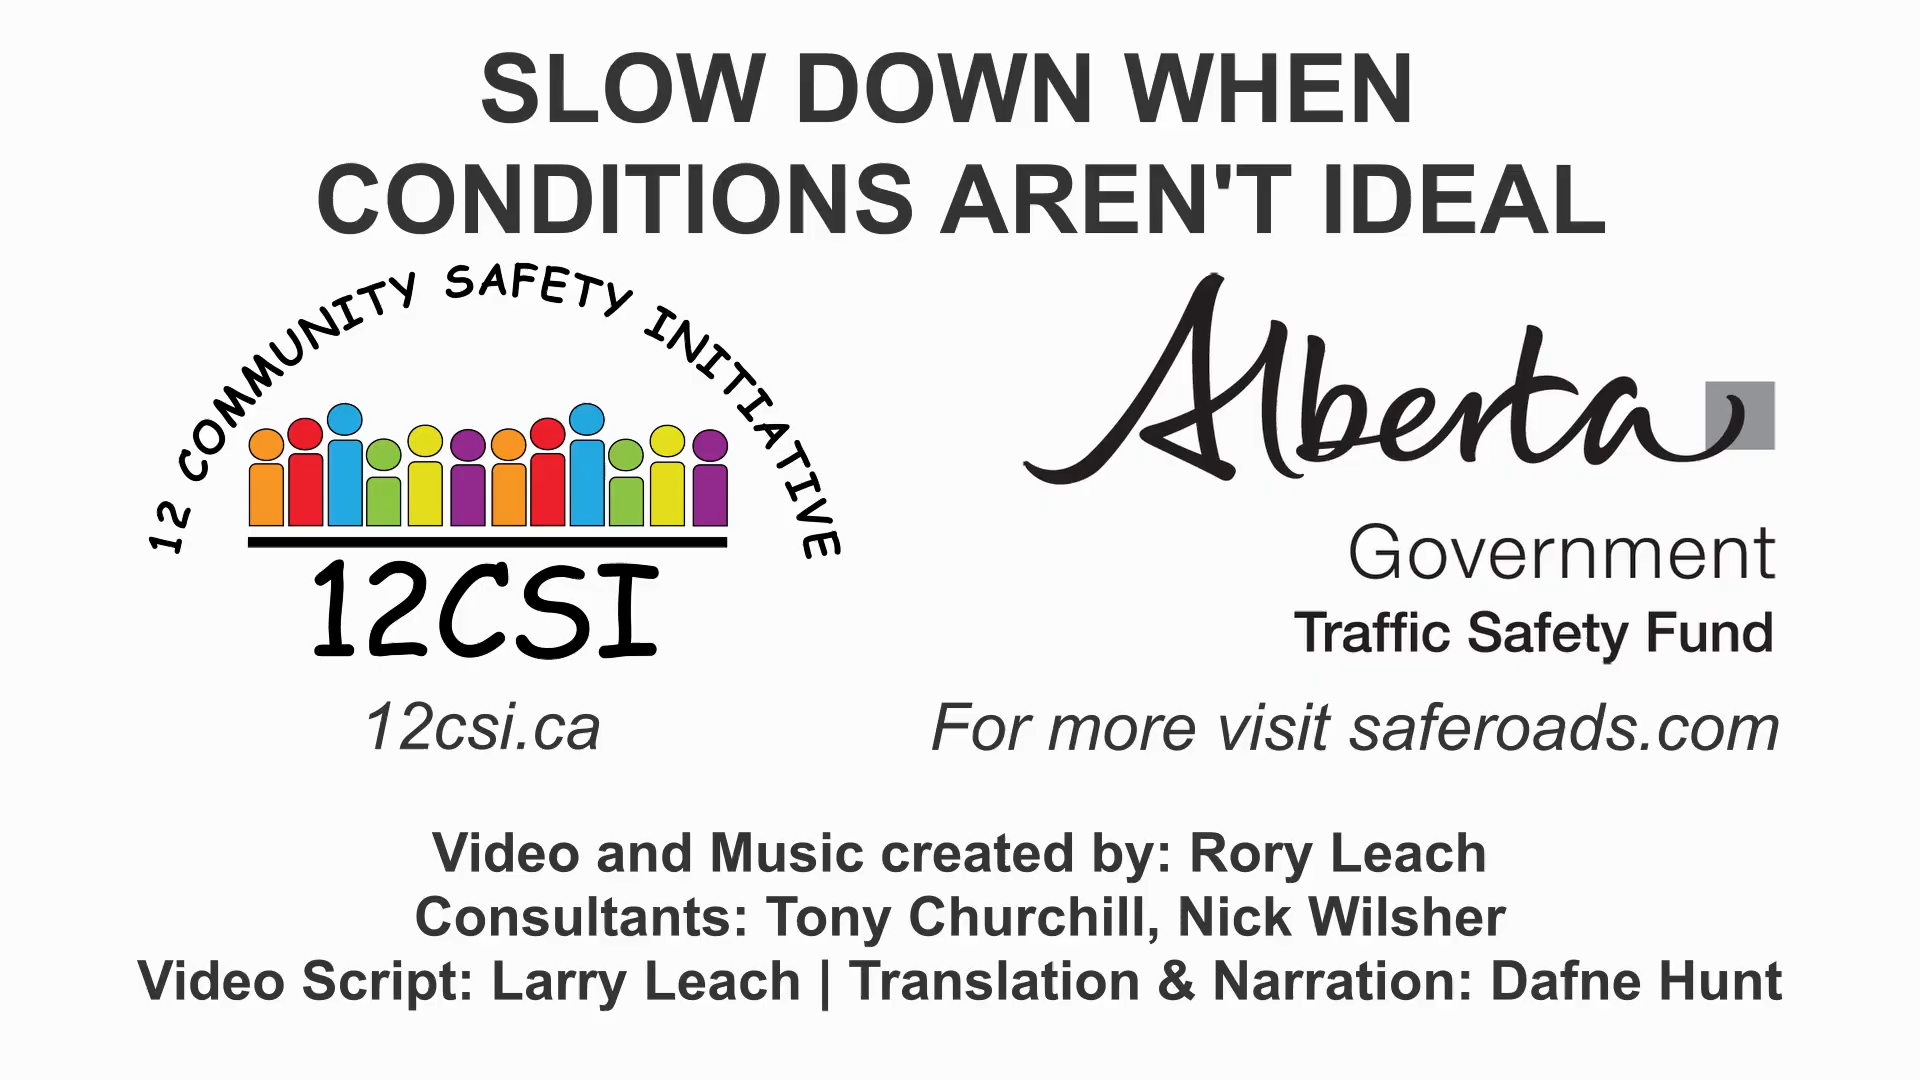 SLOW DOWN WHEN
CONDITIONS AREN'T IDEAL
12 COMMUNITY SAFETY INITIATIVE
12CSI
12csi.ca
Alberta
Government
Traffic Safety Fund
For more visit saferoads.com
Video and Music created by: Rory Leach
Consultants: Tony Churchill, Nick Wilsher
Video Script: Larry Leach | Translation & Narration: Dafne Hunt